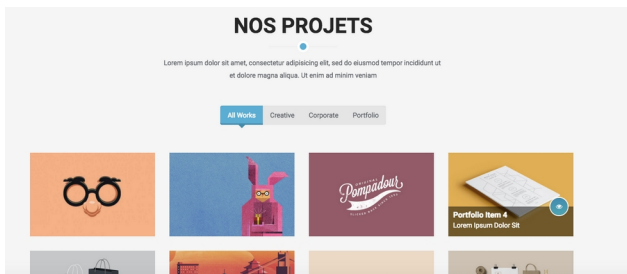 NOS PROJETS
Lorem ipsum dolor sit amet, consectetur adipisicing elit, sed do eiusmod tempor incididunt ut
et dolore magna aliqua. Ut enim ad minim veniam
All Works Creative Corporate Portfolio
ORIGINAL
Pompadour
Portfolio Item 4
Lorem Ipsum Dolor Sit